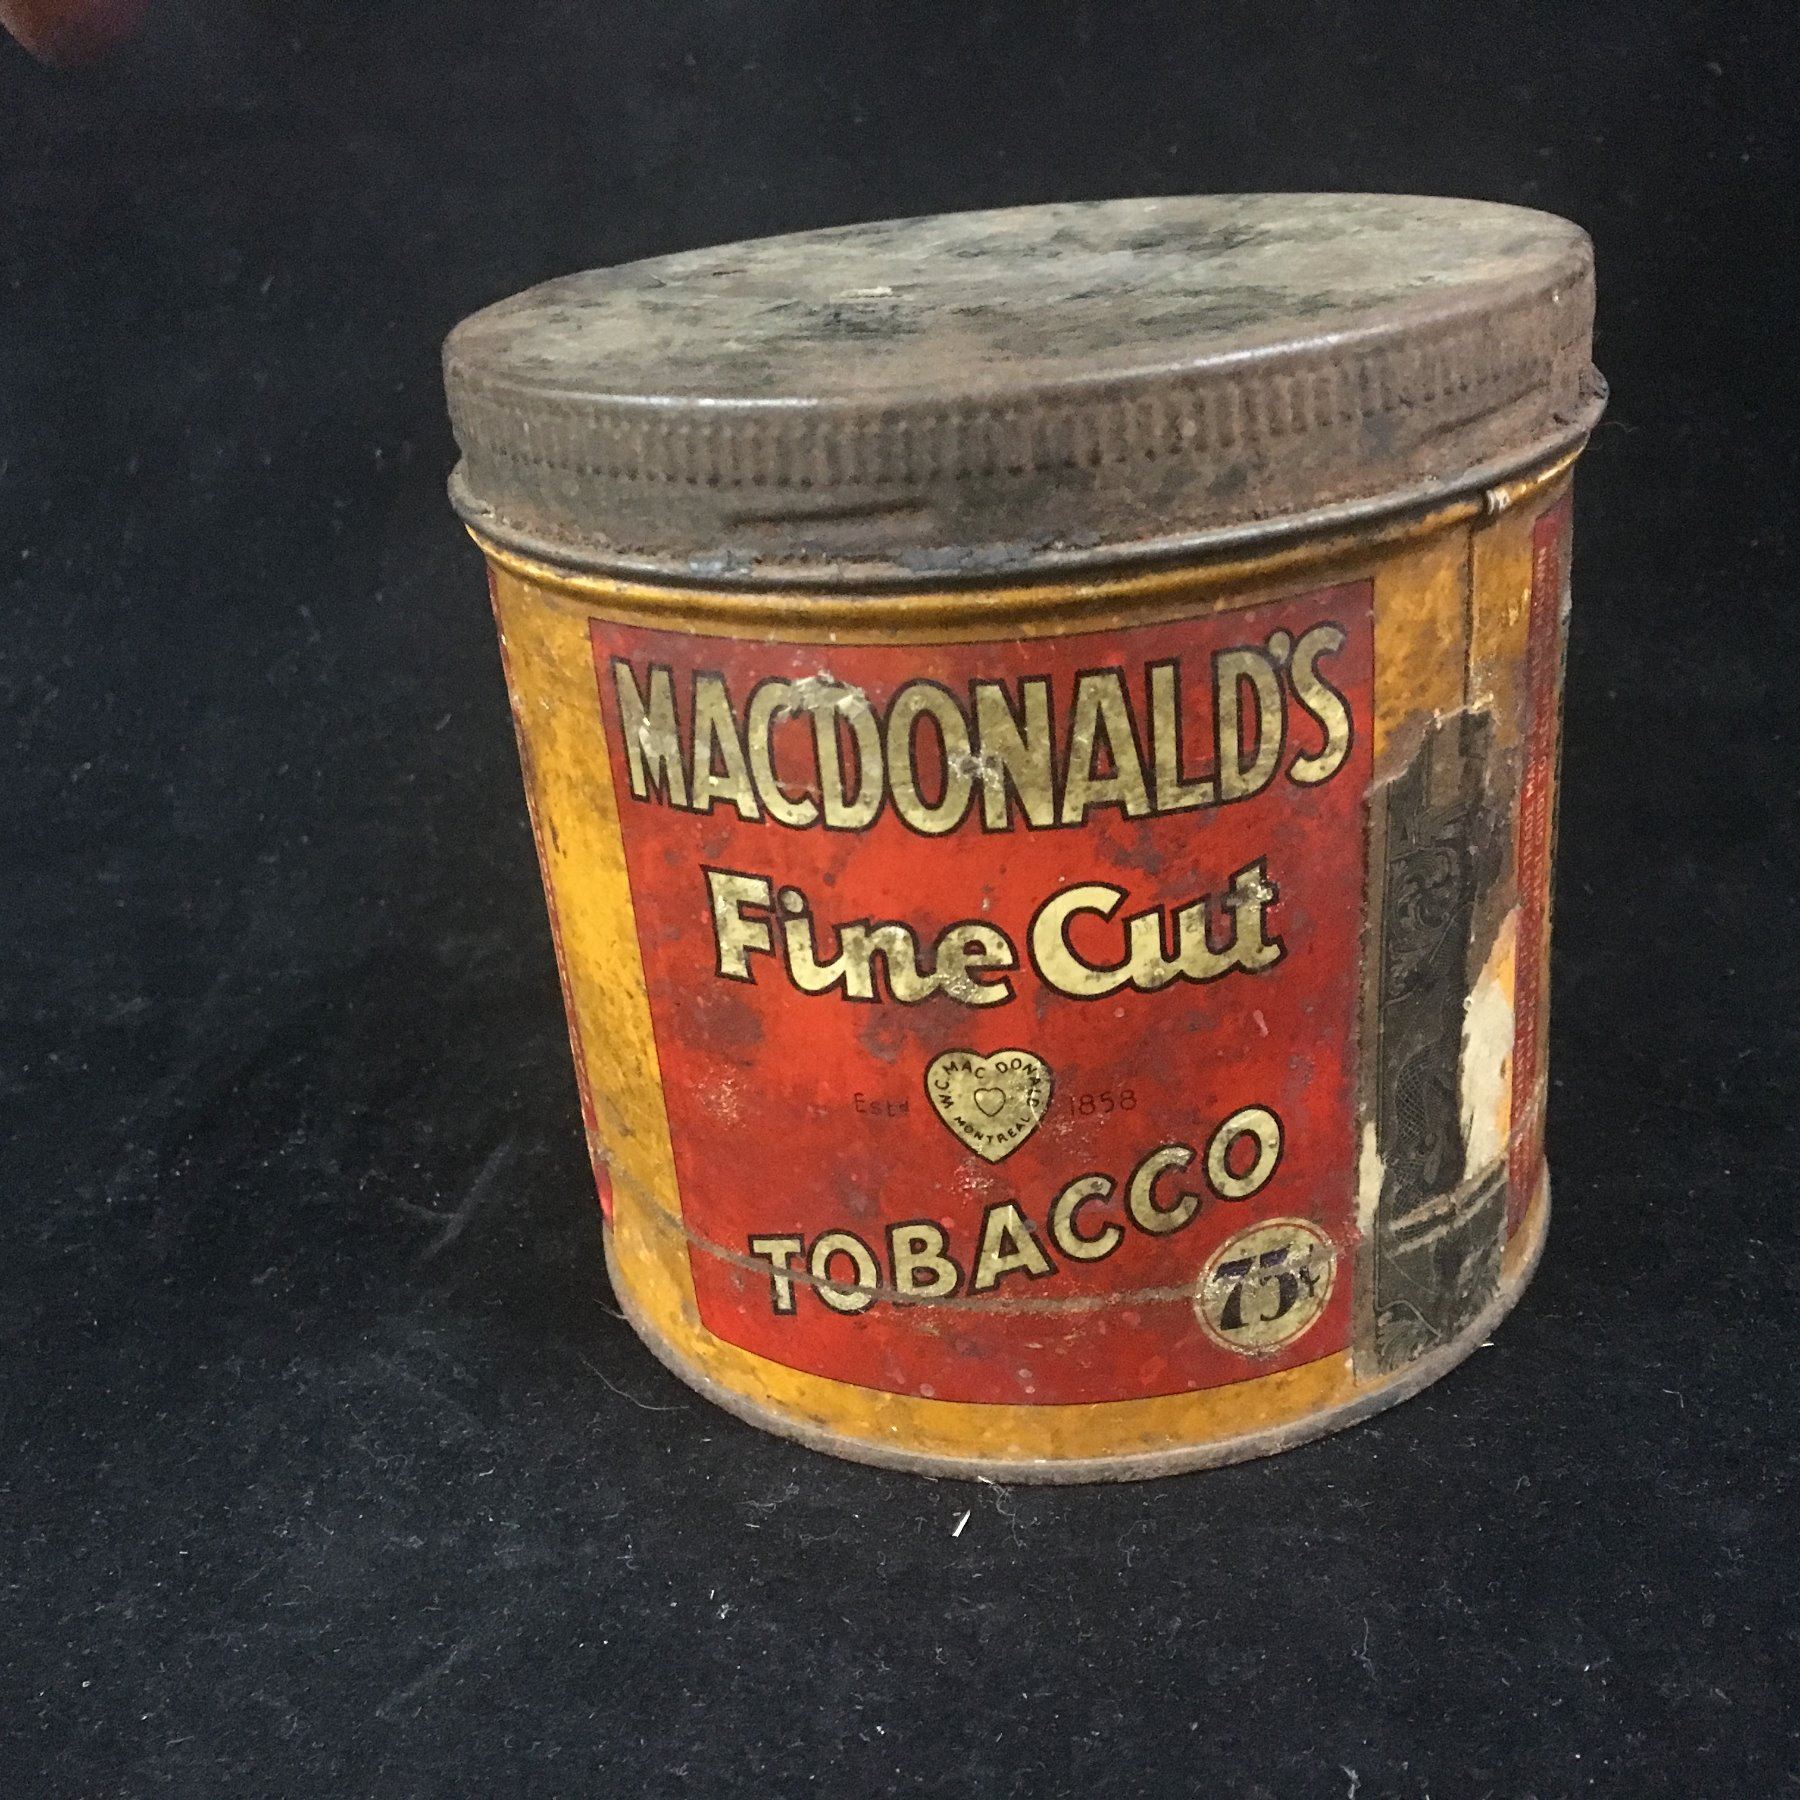 MACDONALD'S
Fine Cut
W.C. MAC DONALD
MONTREAL
Estd 1858
TOBACCO
75¢